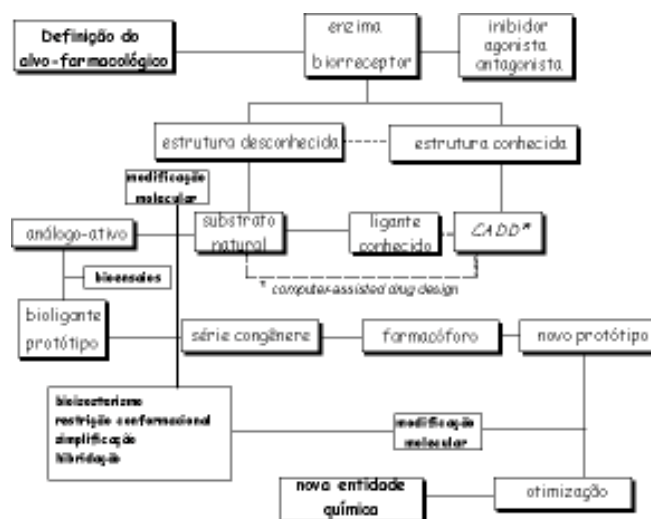 Definição do
alvo-farmacológico
enzima
biorreceptor
inibidor
agonista
antagonista
estrutura desconhecida
estrutura conhecida
modificação
molecular
análogo-ativo
substrato
natural
ligante
conhecido
CADD*
bioensaios
* computer-assisted drug design
bioligante
protótipo
série congênere
farmacóforo
novo protótipo
bioisosterismo
restrição conformacional
simplificação
hibridação
modificação
molecular
nova entidade
química
otimização